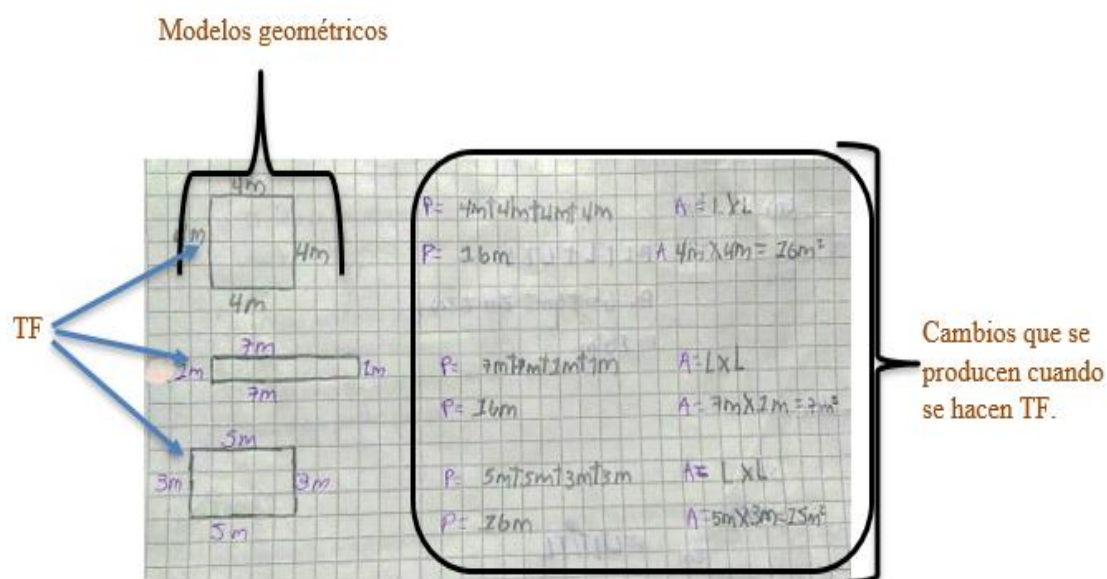 Modelos geométricos
4m
4m
4m
P= 4m+4m+4m+4m
A = L X L
P= 16m
A 4m X 4m = 16m²
TF
7m
1m
7m
P= 7m+7m+1m+1m
A = L X L
P= 16m
A = 7m X 1m = 7m²
5m
3m
3m
5m
P= 5m+5m+3m+3m
A = L X L
P= 16m
A = 5m X 3m = 15m²
Cambios que se
producen cuando
se hacen TF.